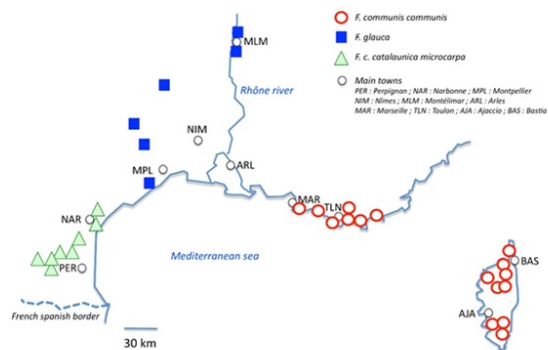 F. communis communis
F. glauca
F. c. catalaunica microcarpa
Main towns
PER : Perpignan ; NAR : Narbonne ; MPL : Montpellier
NIM : Nîmes ; MLM : Montélimar ; ARL : Arles
MAR : Marseille ; TLN : Toulon ; AJA : Ajaccio ; BAS : Bastia
MLM
Rhône river
NIM
MPL
ARL
MAR
TLN
NAR
Mediterranean sea
PER
BAS
AJA
French spanish border
30 km